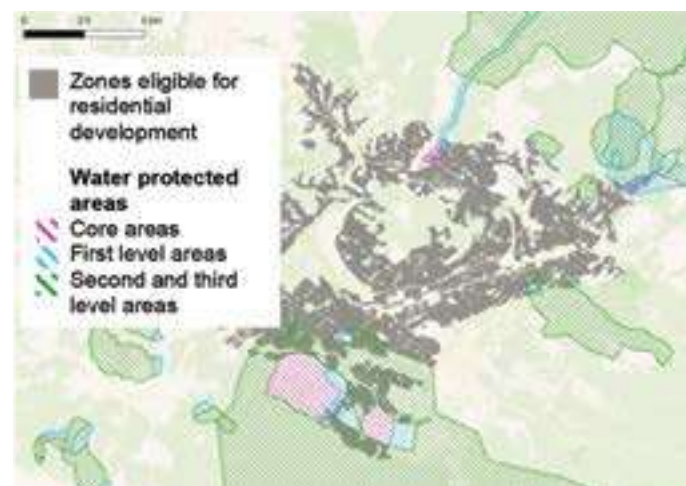 Zones eligible for
residential
development
Water protected
areas
Core areas
First level areas
Second and third
level areas